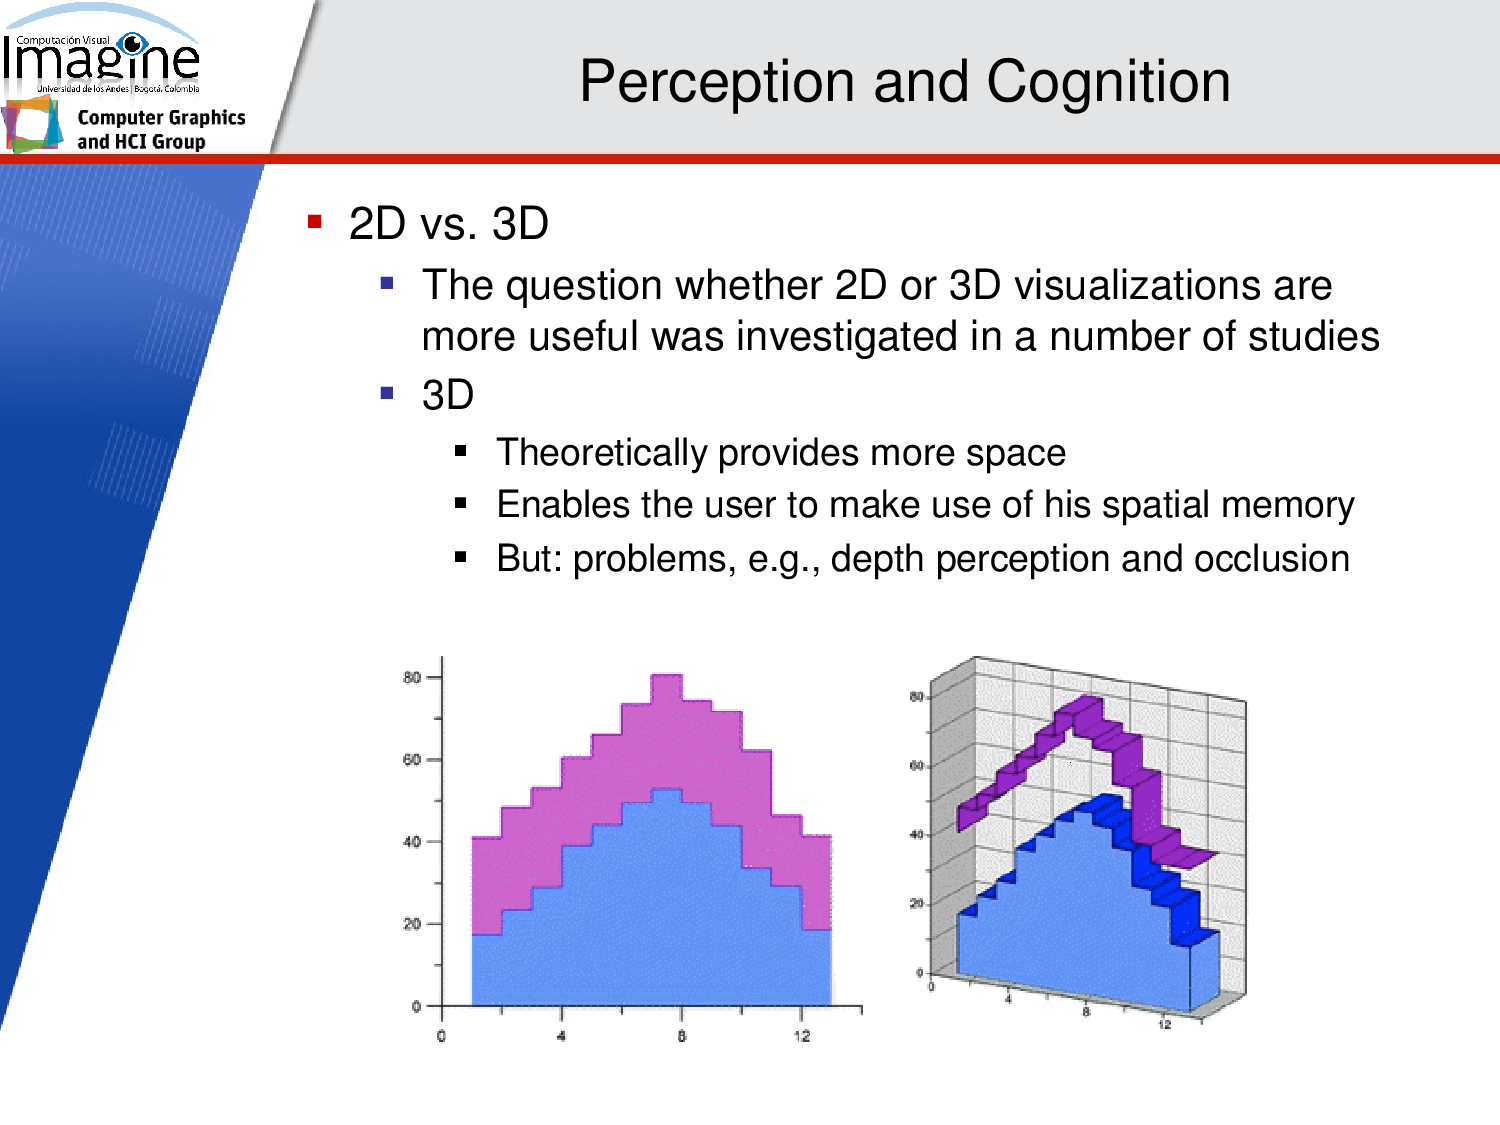 Computación Visual
Imagine
Universidad de los Andes | Bogotá, Colombia
Computer Graphics
and HCI Group
Perception and Cognition
2D vs. 3D
The question whether 2D or 3D visualizations are
more useful was investigated in a number of studies
3D
Theoretically provides more space
Enables the user to make use of his spatial memory
But: problems, e.g., depth perception and occlusion
80
60
40
20
0
0 4 8 12
80
60
40
20
0
0 4 8 12